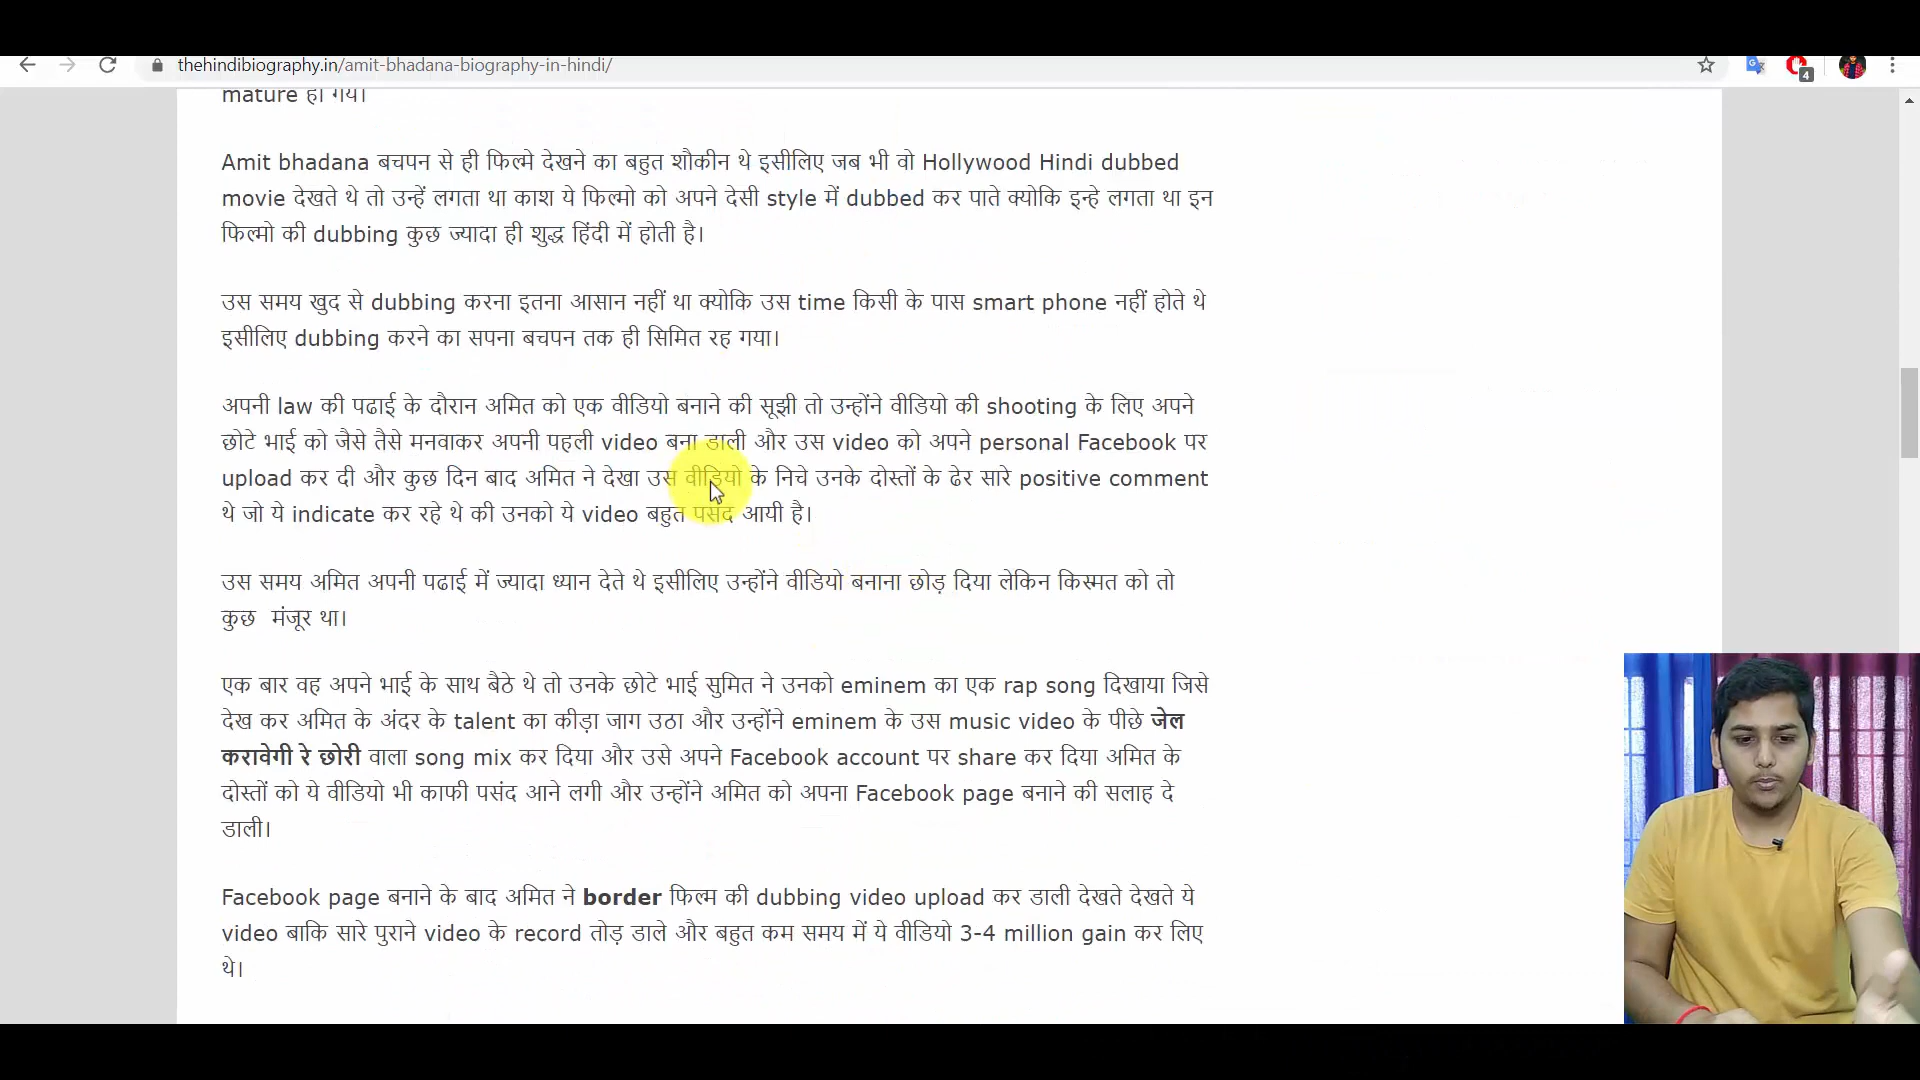 thehindibiography.in/amit-bhadana-biography-in-hindi/
4
mature हो गया।
Amit bhadana बचपन से ही फिल्मे देखने का बहुत शौकीन थे इसीलिए जब भी वो Hollywood Hindi dubbed
movie देखते थे तो उन्हें लगता था काश ये फिल्मो को अपने देसी style में dubbed कर पाते क्योकि इन्हे लगता था इन
फिल्मो की dubbing कुछ ज्यादा ही शुद्ध हिंदी में होती है।
उस समय खुद से dubbing करना इतना आसान नहीं था क्योकि उस time किसी के पास smart phone नहीं होते थे
इसीलिए dubbing करने का सपना बचपन तक ही सिमित रह गया।
अपनी law की पढाई के दौरान अमित को एक वीडियो बनाने की सूझी तो उन्होंने वीडियो की shooting के लिए अपने
छोटे भाई को जैसे तैसे मनवाकर अपनी पहली video बना डाली और उस video को अपने personal Facebook पर
upload कर दी और कुछ दिन बाद अमित ने देखा उस वीडियो के निचे उनके दोस्तों के ढेर सारे positive comment
थे जो ये indicate कर रहे थे की उनको ये video बहुत पसंद आयी है।
उस समय अमित अपनी पढाई में ज्यादा ध्यान देते थे इसीलिए उन्होंने वीडियो बनाना छोड़ दिया लेकिन किस्मत को तो
कुछ  मंजूर था।
एक बार वह अपने भाई के साथ बैठे थे तो उनके छोटे भाई सुमित ने उनको eminem का एक rap song दिखाया जिसे
देख कर अमित के अंदर के talent का कीड़ा जाग उठा और उन्होंने eminem के उस music video के पीछे जेल
करावेगी रे छोरी वाला song mix कर दिया और उसे अपने Facebook account पर share कर दिया अमित के
दोस्तों को ये वीडियो भी काफी पसंद आने लगी और उन्होंने अमित को अपना Facebook page बनाने की सलाह दे
डाली।
Facebook page बनाने के बाद अमित ने border फिल्म की dubbing video upload कर डाली देखते देखते ये
video बाकि सारे पुराने video के record तोड़ डाले और बहुत कम समय में ये वीडियो 3-4 million gain कर लिए
थे।